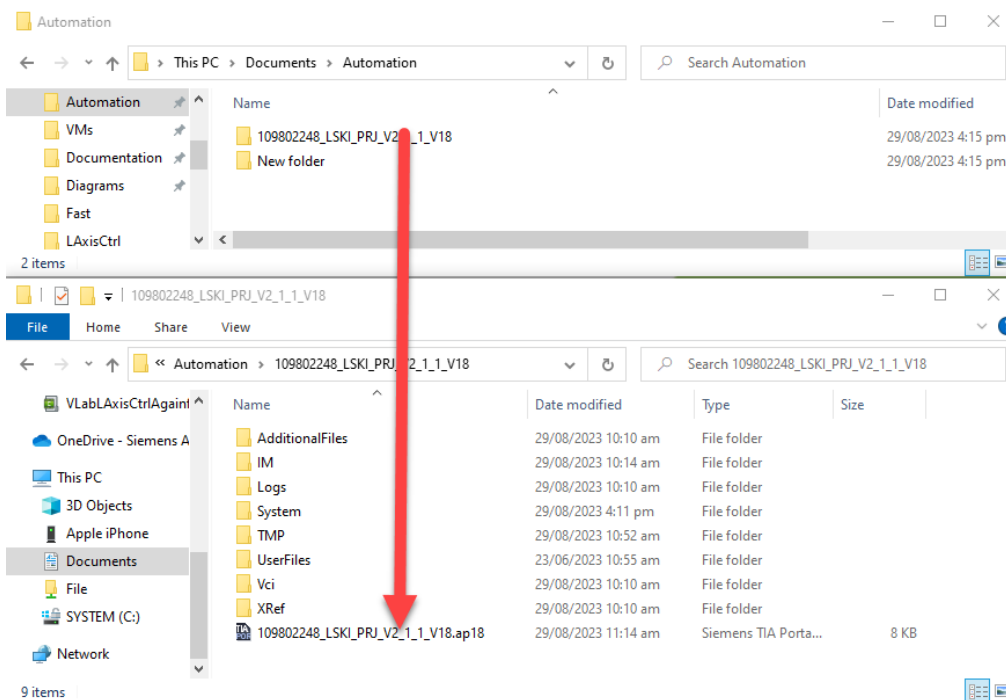 Automation
This PC > Documents > Automation
Search Automation
Automation
VMs
Documentation
Diagrams
Fast
LAxisCtrl
Name Date modified
109802248_LSKI_PRJ_V2_1_1_V18 29/08/2023 4:15 pm
New folder 29/08/2023 4:15 pm
2 items
109802248_LSKI_PRJ_V2_1_1_V18
File Home Share View
« Automation > 109802248_LSKI_PRJ_V2_1_1_V18
Search 109802248_LSKI_PRJ_V2_1_1_V18
VLabLAxisCtrlAgainf
OneDrive - Siemens A
This PC
3D Objects
Apple iPhone
Documents
File
SYSTEM (C:)
Network
Name Date modified Type Size
AdditionalFiles 29/08/2023 10:10 am File folder
IM 29/08/2023 10:14 am File folder
Logs 29/08/2023 10:10 am File folder
System 29/08/2023 4:11 pm File folder
TMP 29/08/2023 10:52 am File folder
UserFiles 23/06/2023 10:55 am File folder
Vci 29/08/2023 10:10 am File folder
XRef 29/08/2023 10:10 am File folder
109802248_LSKI_PRJ_V2_1_1_V18.ap18 29/08/2023 11:14 am Siemens TIA Porta... 8 KB
9 items